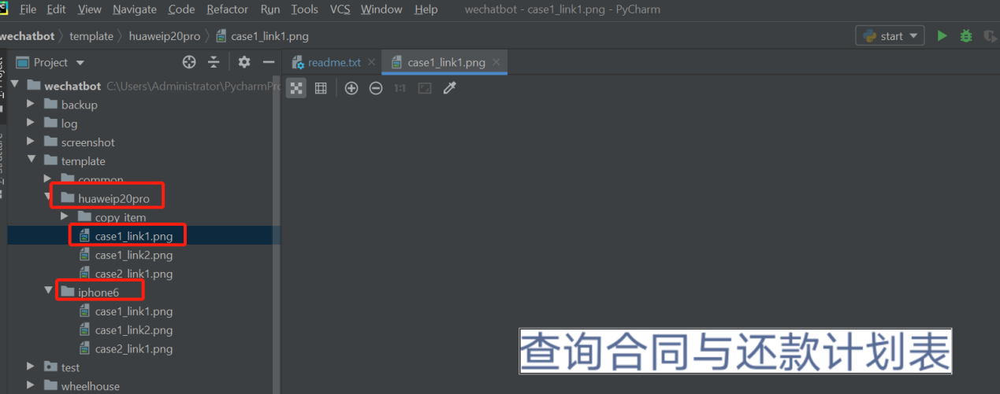 File Edit View Navigate Code Refactor Run Tools VCS Window Help wechatbot - case1_link1.png - PyCharm
wechatbot template huaweip20pro case1_link1.png start
Project readme.txt case1_link1.png
wechatbot C:\Users\Administrator\PycharmPr
1:1
backup
log
screenshot
template
common
huaweip20pro
copy_item
case1_link1.png
case1_link2.png
case2_link1.png
iphone6
case1_link1.png
case1_link2.png
case2_link1.png
test
wheelhouse
查询合同与还款计划表